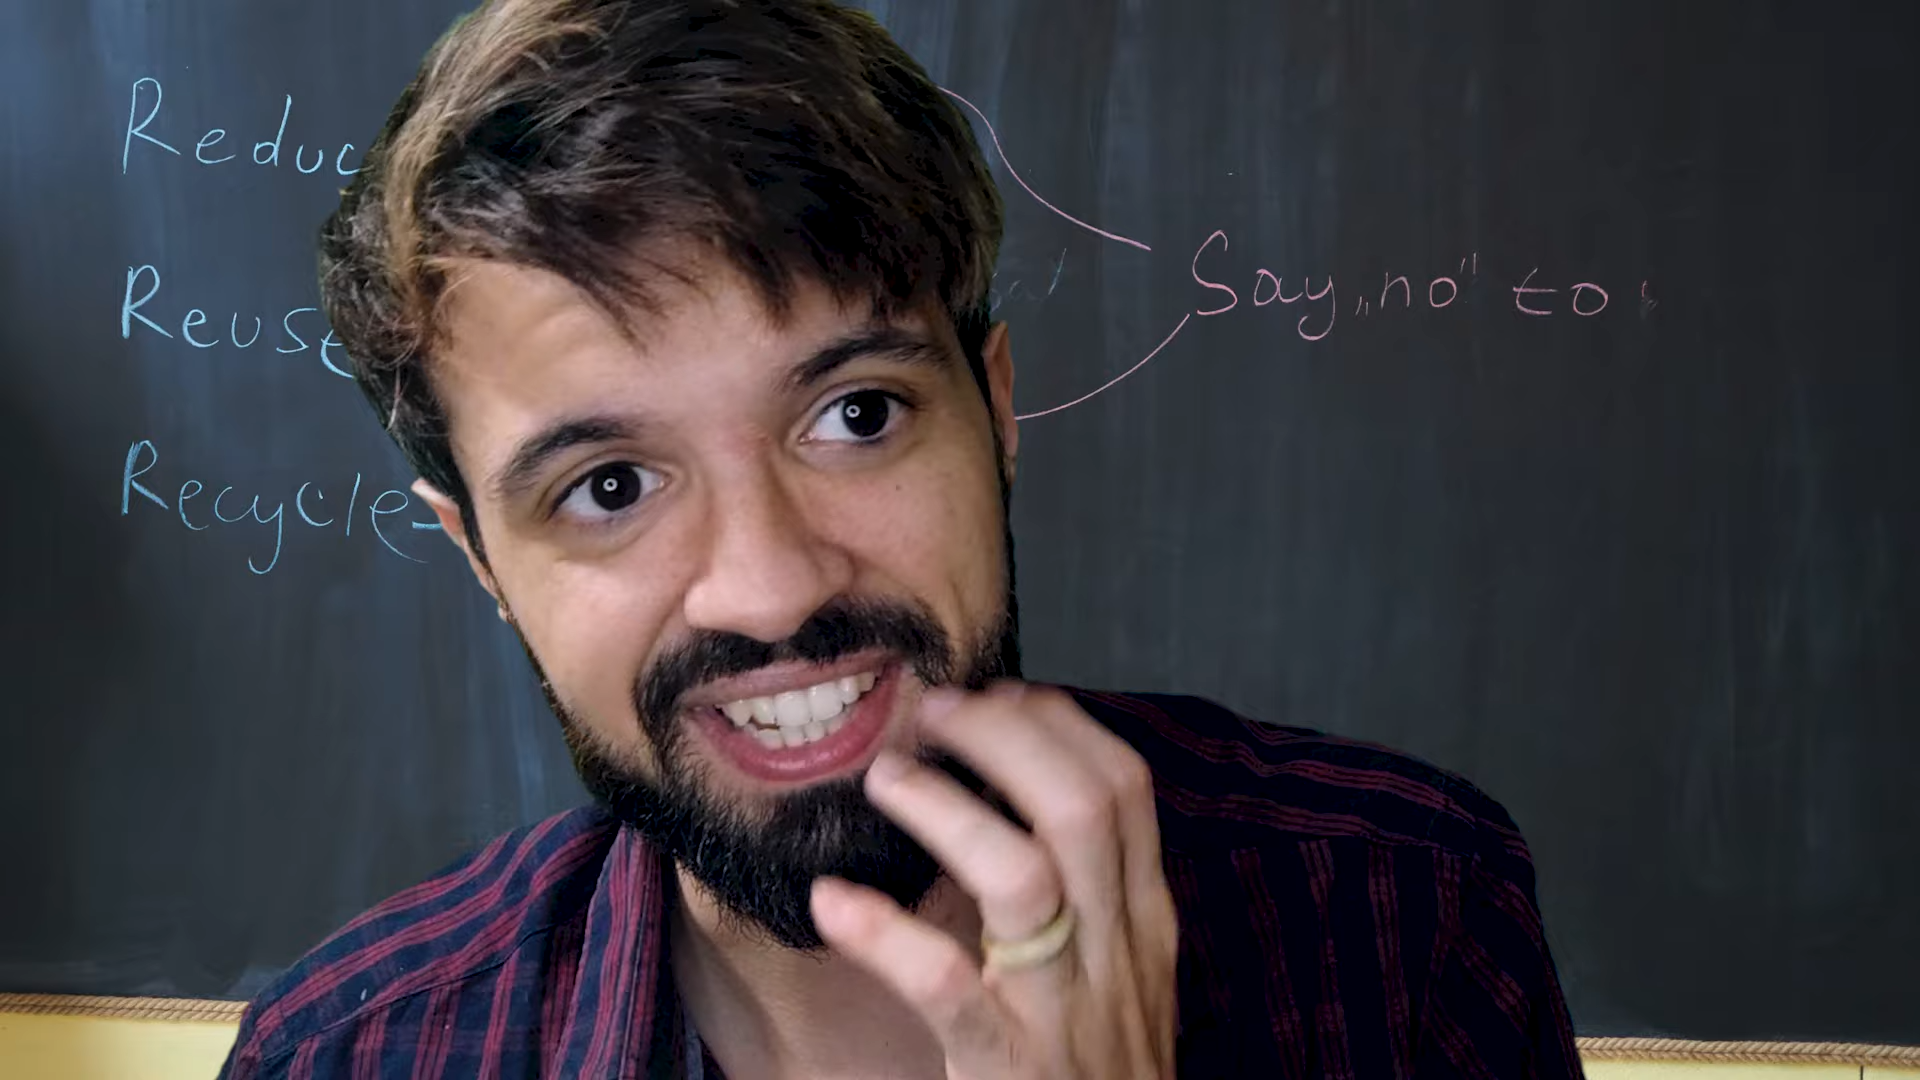 Reduc
Reuse
Recycle-
Say „no" to